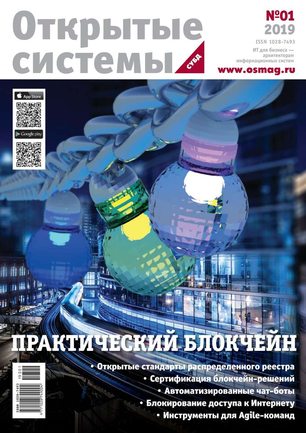 Открытые
системы
СУБД
№01
2019
ISSN 1028-7493
ИТ для бизнеса —
архитектура
информационных систем
www.osmag.ru
App Store
Google play
ПРАКТИЧЕСКИЙ БЛОКЧЕЙН
• Открытые стандарты распределенного реестра
• Сертификация блокчейн-решений
• Автоматизированные чат-боты
• Блокирование доступа к Интернету
• Инструменты для Agile-команд